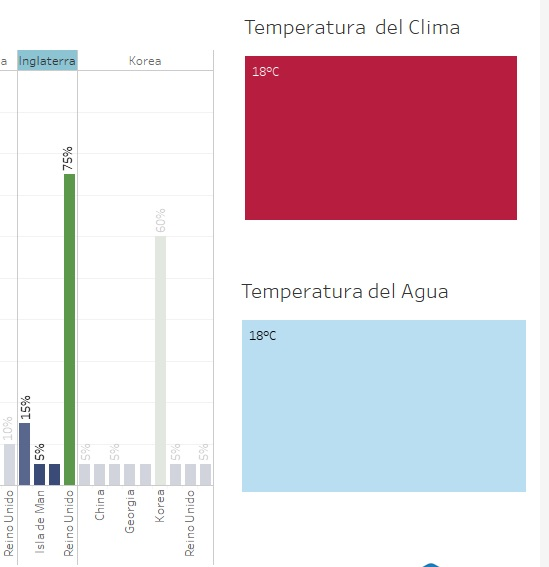 Temperatura del Clima
18ºC
a
Inglaterra
Korea
75%
60%
15%
10%
5%
5%
5%
5%
5%
Reino Unido
Isla de Man
Reino Unido
China
Georgia
Korea
Reino Unido
Temperatura del Agua
18ºC